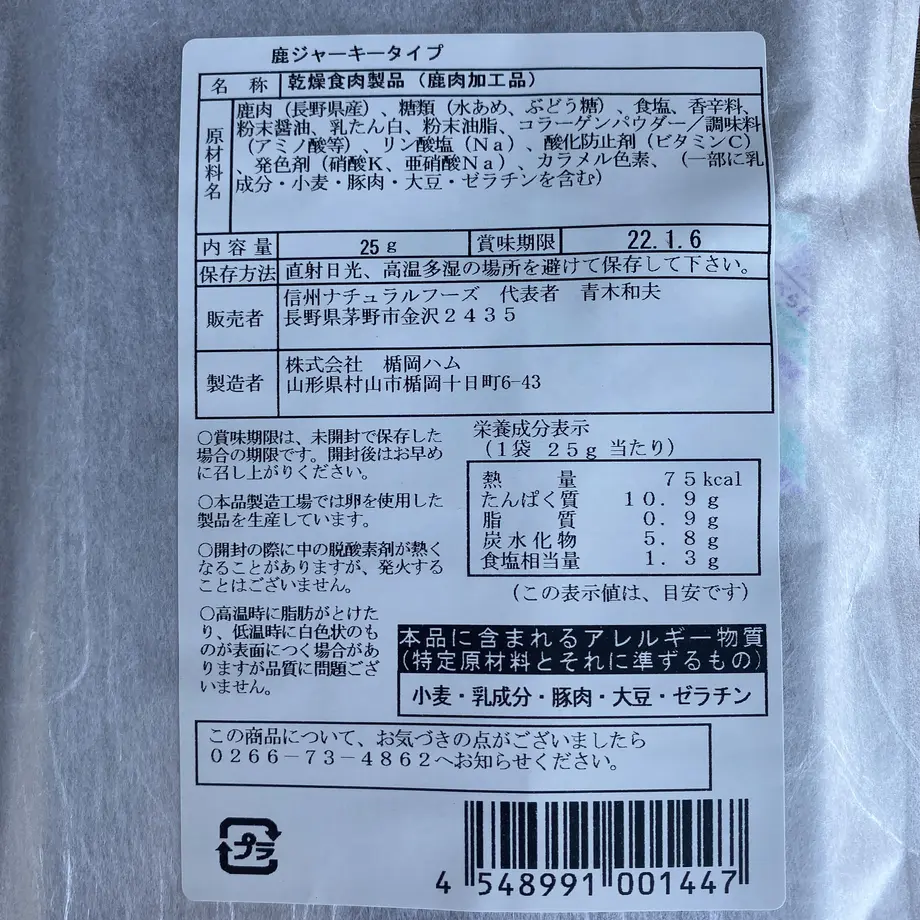 鹿ジャーキータイプ
名 称 乾燥食肉製品（鹿肉加工品）
原材料名
鹿肉（長野県産）、糖類（水あめ、ぶどう糖）、食塩、香辛料、
粉末醤油、乳たん白、粉末油脂、コラーゲンパウダー／調味料
（アミノ酸等）、リン酸塩（Ｎａ）、酸化防止剤（ビタミンＣ）
発色剤（硝酸Ｋ、亜硝酸Ｎａ）、カラメル色素、（一部に乳
成分・小麦・豚肉・大豆・ゼラチンを含む）
内容量 25ｇ 賞味期限 22.1.6
保存方法 直射日光、高温多湿の場所を避けて保存して下さい。
販売者
信州ナチュラルフーズ 代表者 青木和夫
長野県茅野市金沢２４３５
製造者
株式会社 楯岡ハム
山形県村山市楯岡十日町6-43
○賞味期限は、未開封で保存した
場合の期限です。開封後はお早め
に召し上がりください。
○本品製造工場では卵を使用した
製品を生産しています。
○開封の際に中の脱酸素剤が熱く
なることがありますが、発火する
ことはございません。
○高温時に脂肪がとけた
り、低温時に白色状のも
のが表面につく場合があ
りますが品質に問題ござ
いません。
栄養成分表示
（１袋 ２５ｇ 当たり）
熱 量 ７５kcal
たんぱく質 １０．９ｇ
脂 質 ０．９ｇ
炭水化物 ５．８ｇ
食塩相当量 １．３ｇ
（この表示値は、目安です）
本品に含まれるアレルギー物質
（特定原材料とそれに準ずるもの）
小麦・乳成分・豚肉・大豆・ゼラチン
この商品について、お気づきの点がございましたら
０２６６－７３－４８６２へお知らせください。
プラ
4 548991 001447